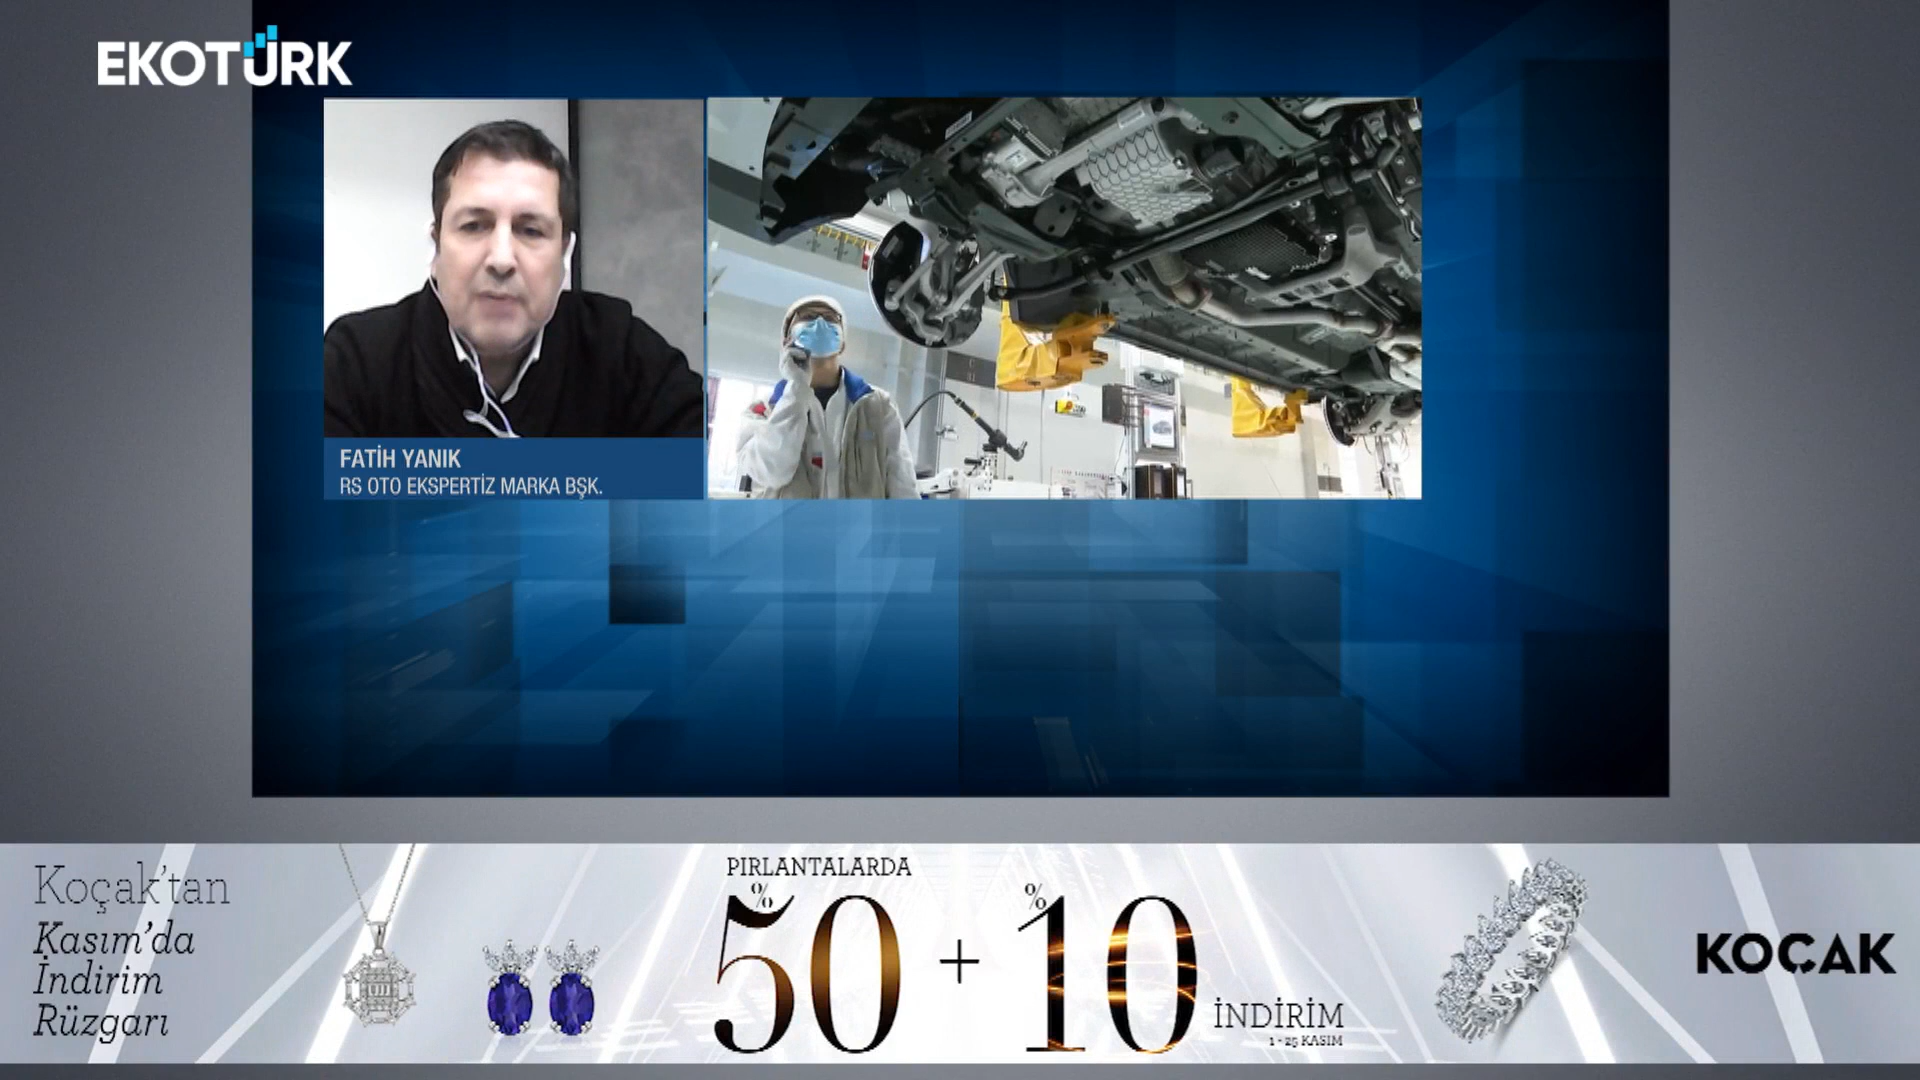 EKOTÜRK
FATİH YANIK
RS OTO EKSPERTİZ MARKA BŞK.
Koçak'tan
Kasım'da
İndirim
Rüzgarı
PIRLANTALARDA
%50 + %10 İNDİRİM
1 - 25 KASIM
KOÇAK